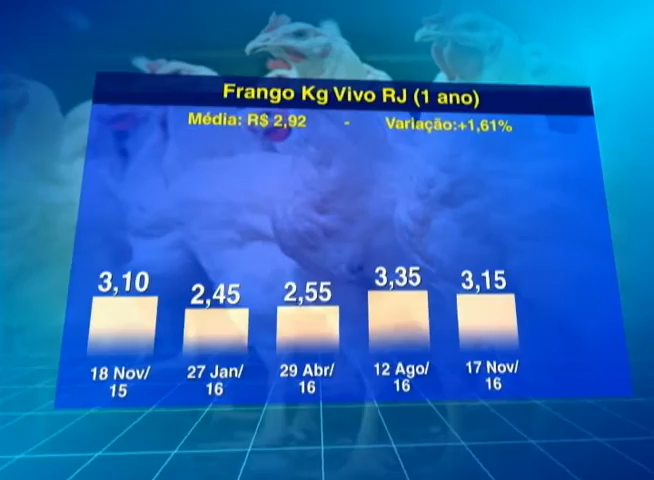 Frango Kg Vivo RJ (1 ano)
Média: R$ 2,92 - Variação:+1,61%
3,10 2,45 2,55 3,35 3,15
18 Nov/ 27 Jan/ 29 Abr/ 12 Ago/ 17 Nov/
15 16 16 16 16